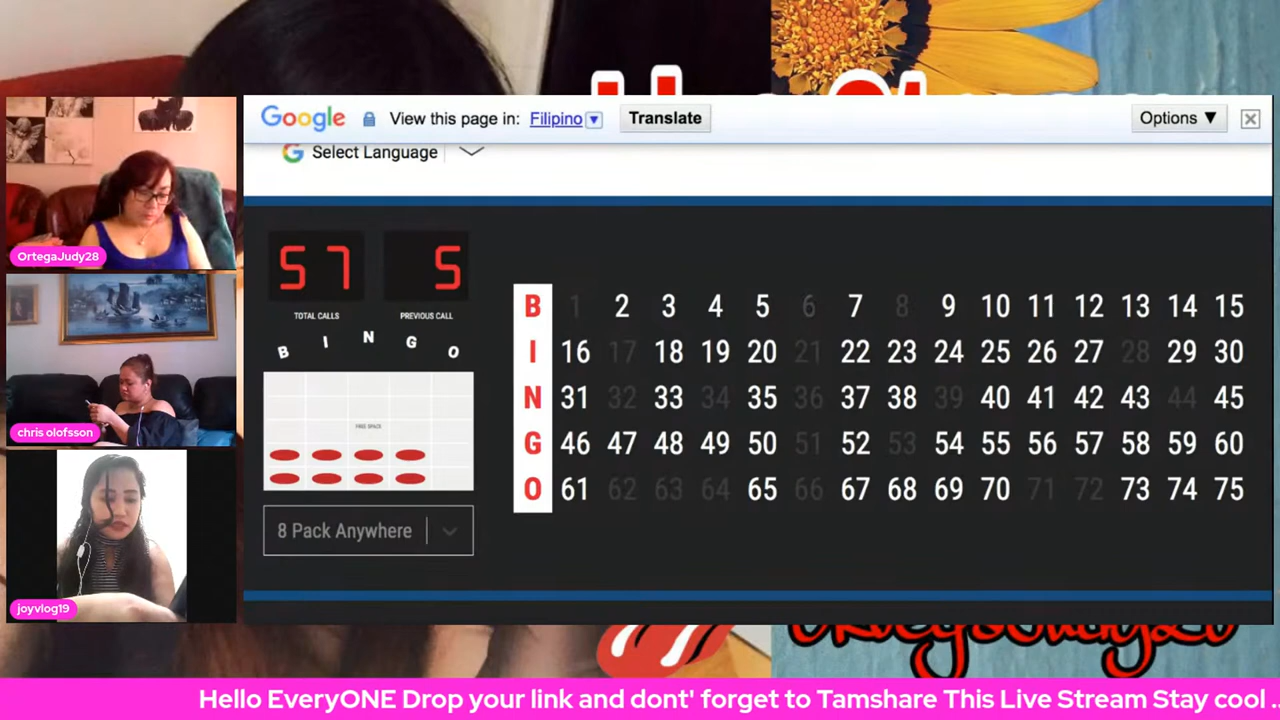 Google View this page in: Filipino ▼ Translate Options ▼
G Select Language
OrtegaJudy28
57 5
TOTAL CALLS PREVIOUS CALL
B I N G O
FREE SPACE
8 Pack Anywhere
B 1 2 3 4 5 6 7 8 9 10 11 12 13 14 15
I 16 17 18 19 20 21 22 23 24 25 26 27 28 29 30
N 31 32 33 34 35 36 37 38 39 40 41 42 43 44 45
G 46 47 48 49 50 51 52 53 54 55 56 57 58 59 60
O 61 62 63 64 65 66 67 68 69 70 71 72 73 74 75
chris olofsson
joyvlog19
Hello EveryONE Drop your link and dont' forget to Tamshare This Live Stream Stay cool ..